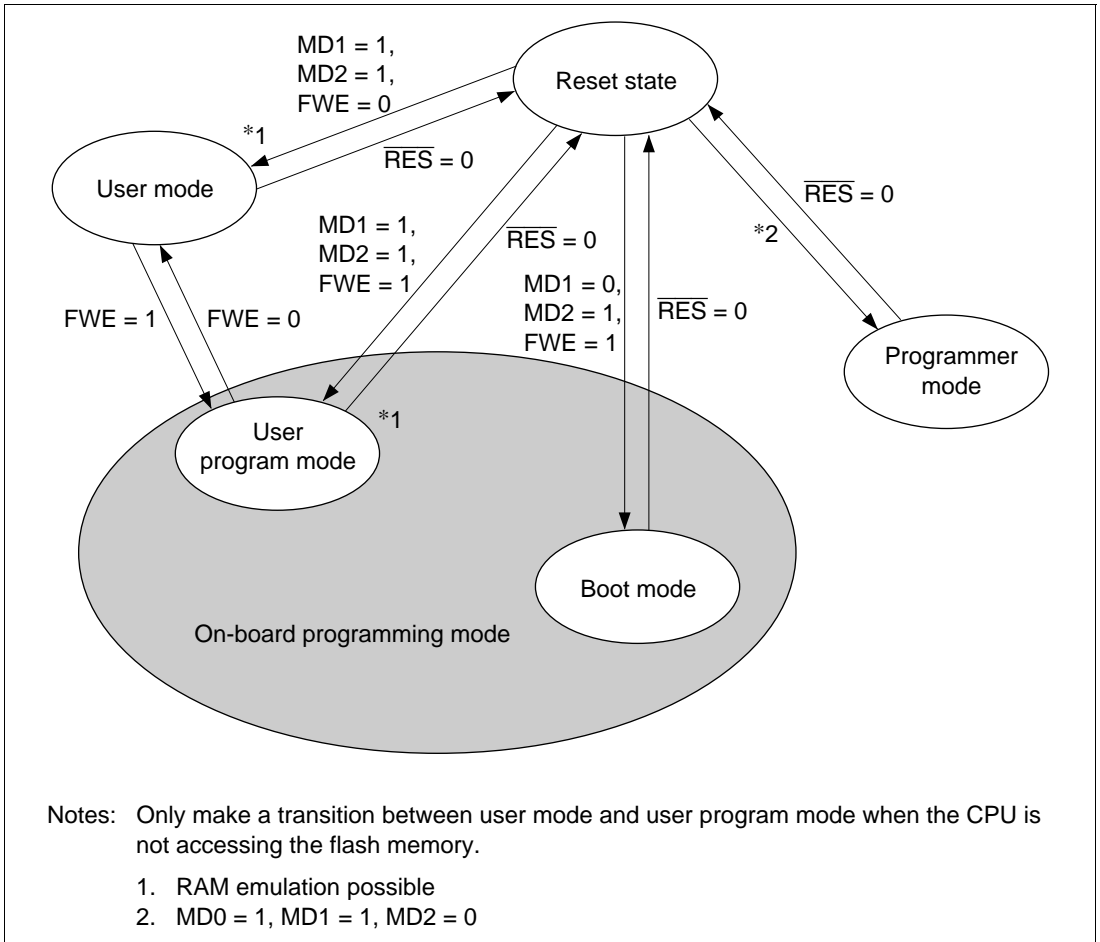 MD1 = 1,
MD2 = 1,
FWE = 0
Reset state
*1
RES = 0
User mode
RES = 0
*2
MD1 = 1,
MD2 = 1,
FWE = 1
RES = 0
MD1 = 0,
MD2 = 1,
FWE = 1
RES = 0
FWE = 1
FWE = 0
Programmer
mode
*1
User
program mode
Boot mode
On-board programming mode
Notes: Only make a transition between user mode and user program mode when the CPU is
not accessing the flash memory.
1. RAM emulation possible
2. MD0 = 1, MD1 = 1, MD2 = 0